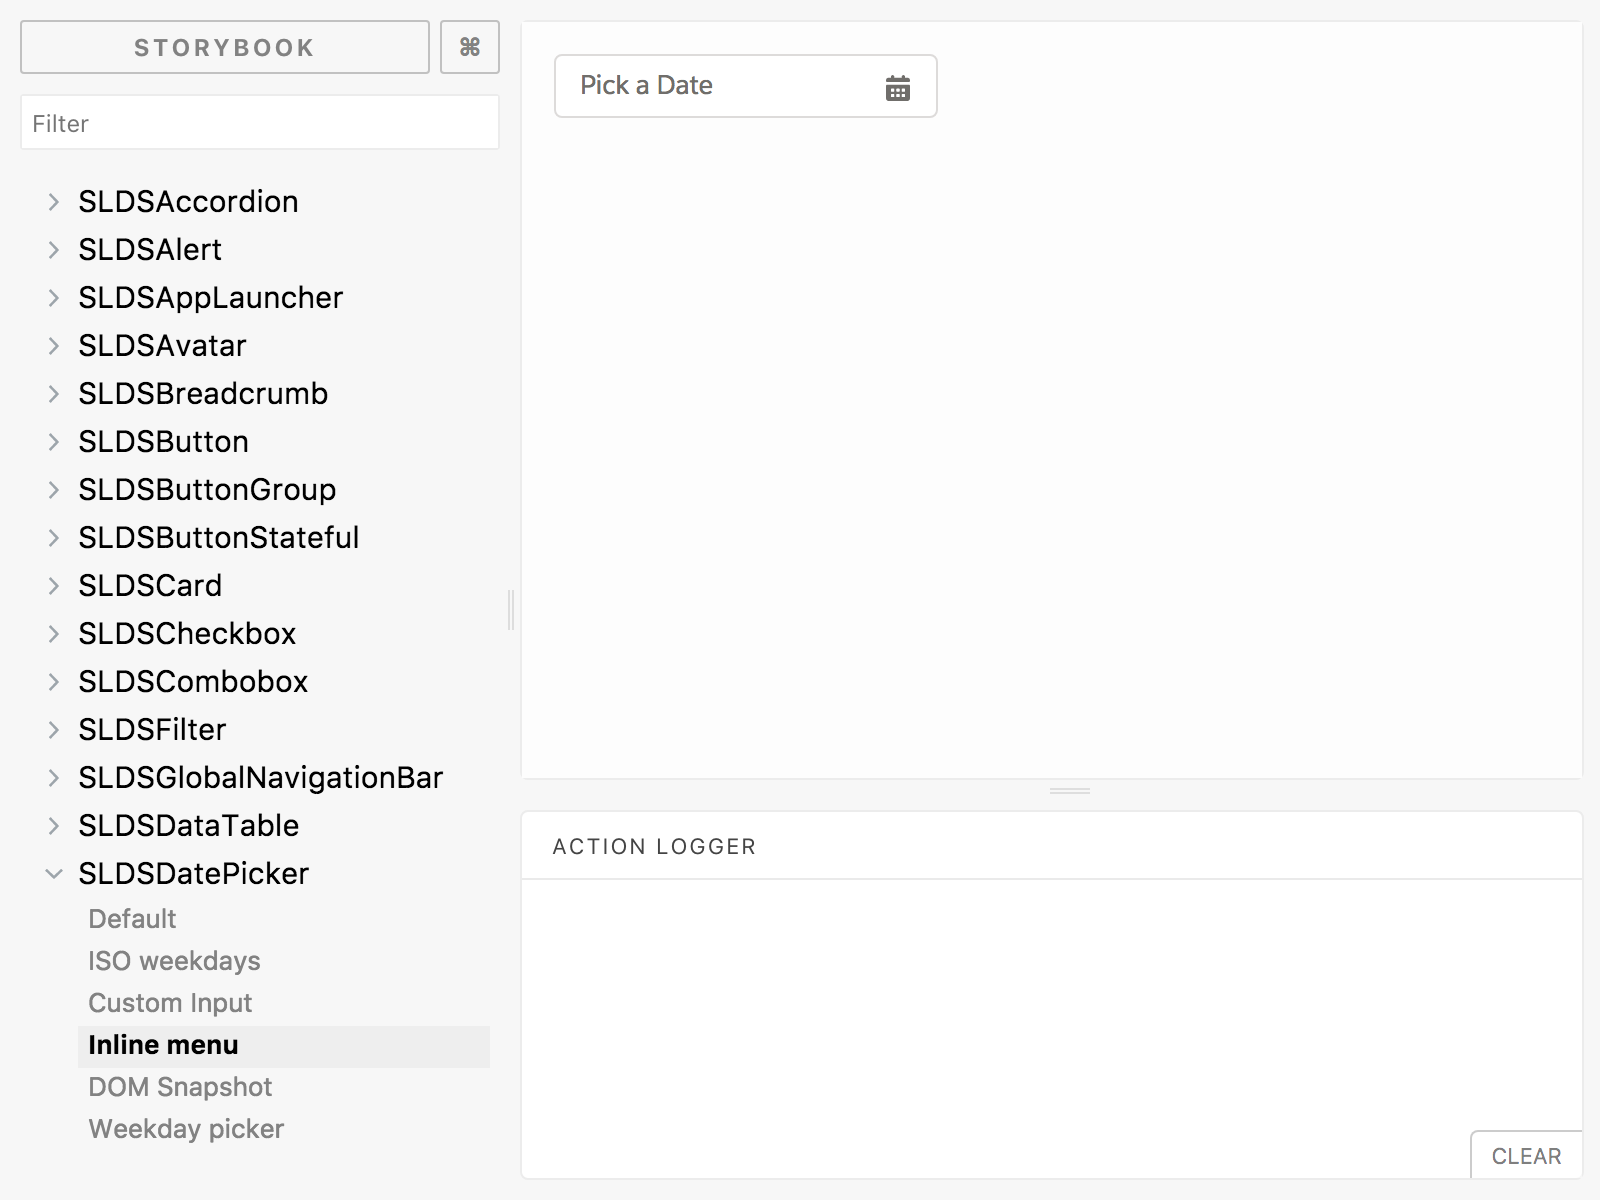 STORYBOOK
⌘
Filter
SLDSAccordion
SLDSAlert
SLDSAppLauncher
SLDSAvatar
SLDSBreadcrumb
SLDSButton
SLDSButtonGroup
SLDSButtonStateful
SLDSCard
SLDSCheckbox
SLDSCombobox
SLDSFilter
SLDSGlobalNavigationBar
SLDSDataTable
SLDSDatePicker
Default
ISO weekdays
Custom Input
Inline menu
DOM Snapshot
Weekday picker
Pick a Date
ACTION LOGGER
CLEAR